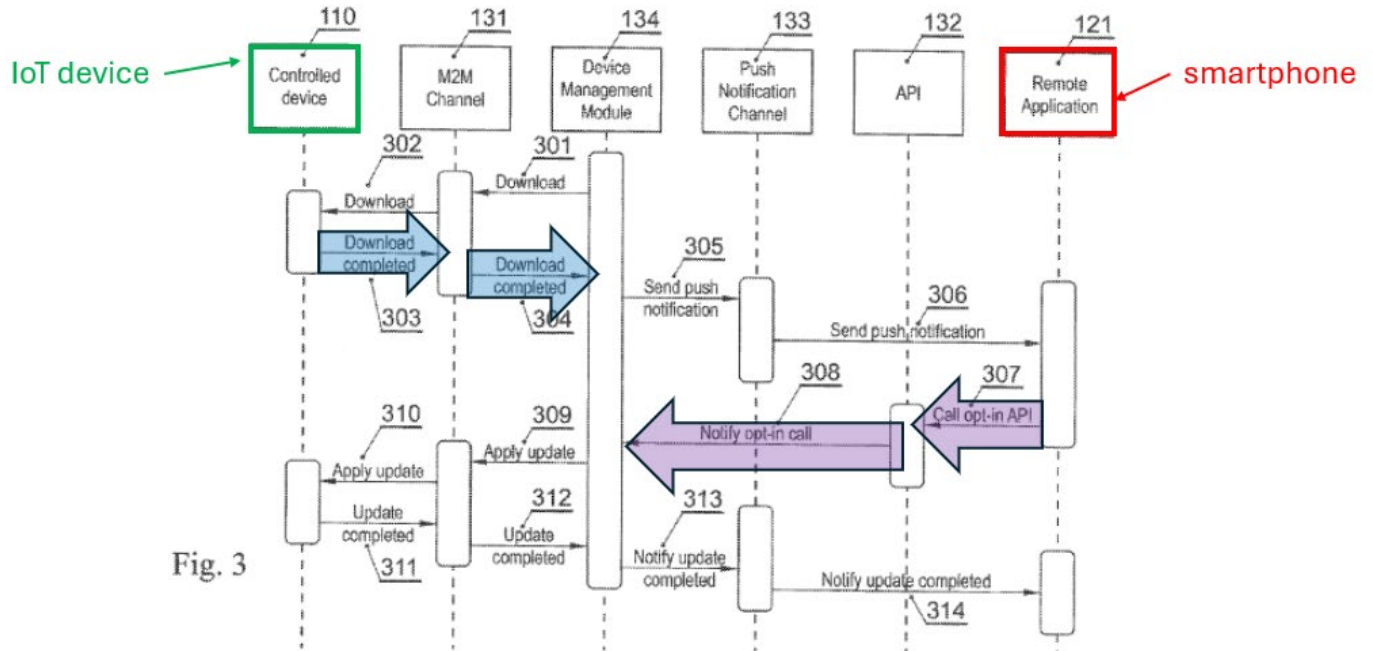 110
131
134
133
132
121
IoT device
Controlled
device
M2M
Channel
Device
Management
Module
Push
Notification
Channel
API
Remote
Application
smartphone
302
301
Download
Download
Download
completed
Download
completed
303
304
305
Send push
notification
306
Send push notification
308
307
Call opt-in API
Notify opt-in call
310
309
Apply update
Apply update
312
313
Update
completed
Update
completed
Notify update
completed
Notify update completed
311
314
Fig. 3